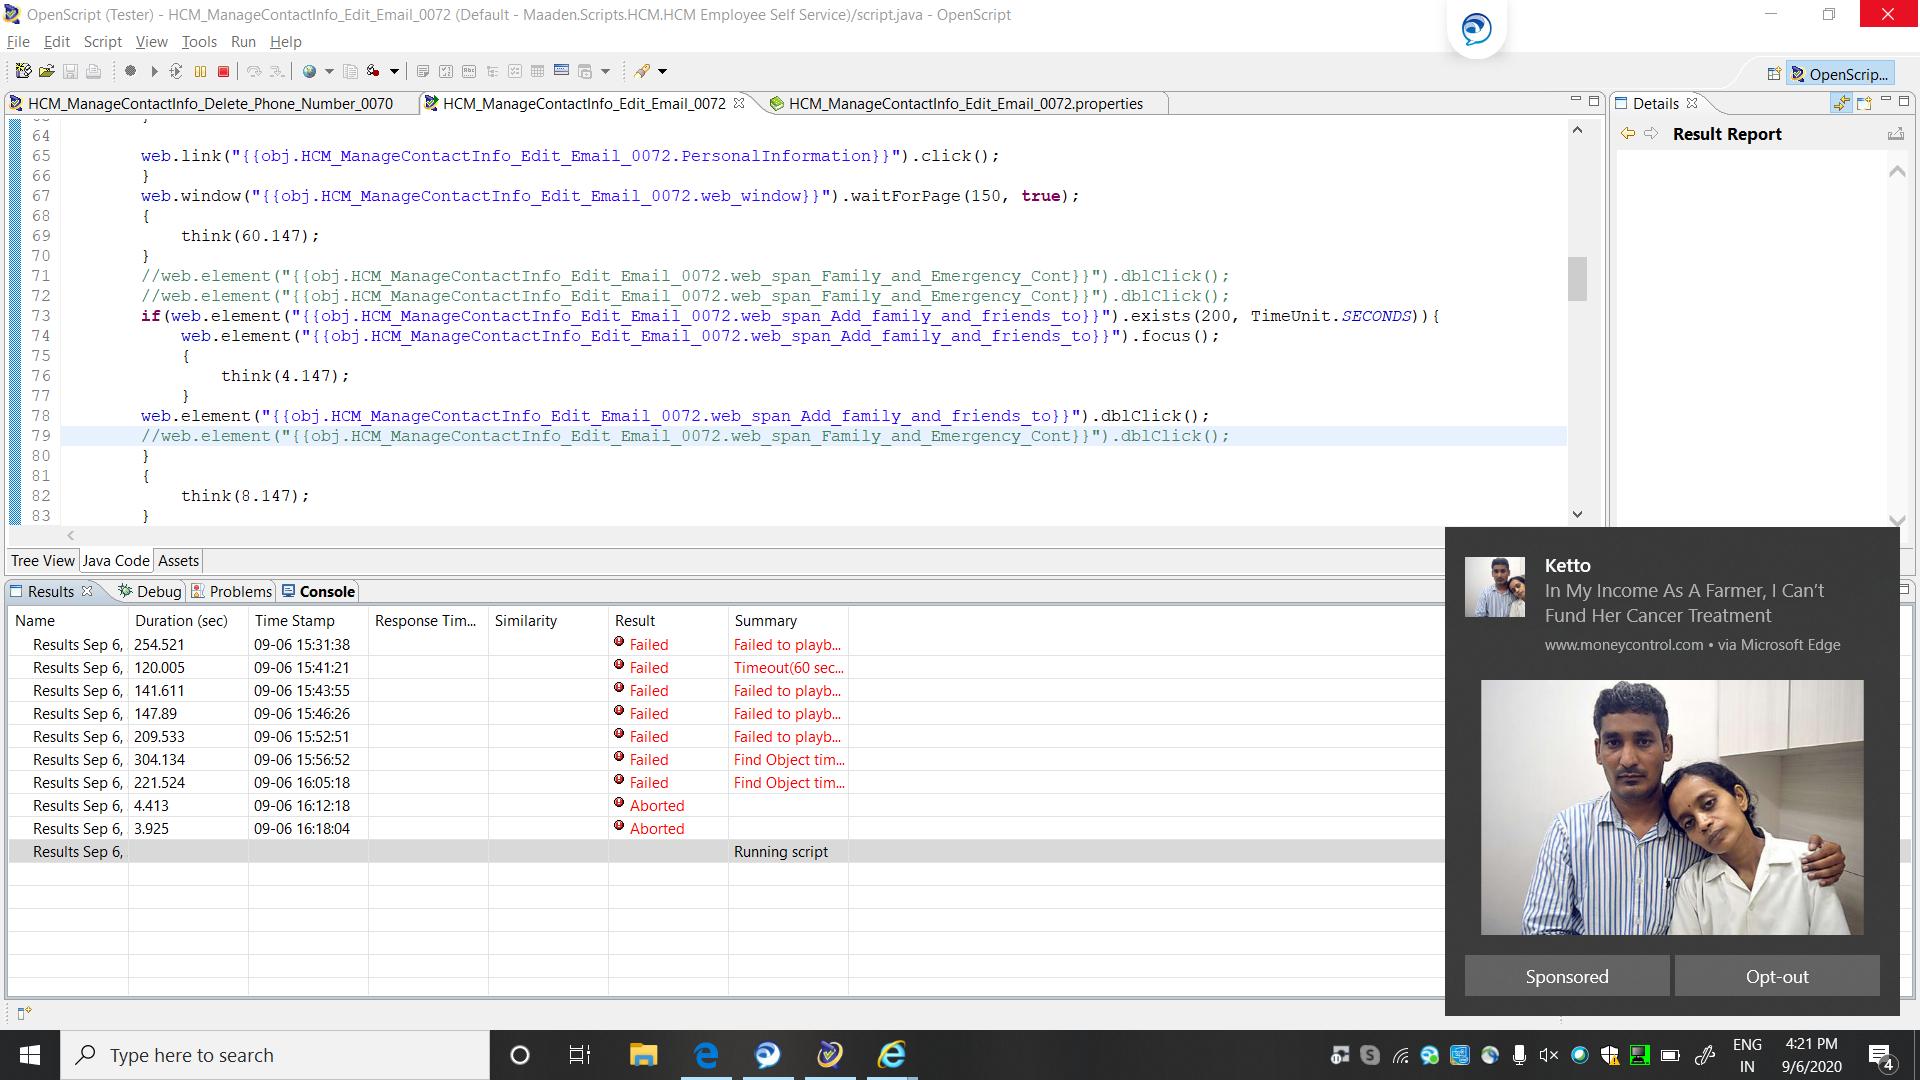 OpenScript (Tester) - HCM_ManageContactInfo_Edit_Email_0072 (Default - Maaden.Scripts.HCM.HCM Employee Self Service)/script.java - OpenScript
File Edit Script View Tools Run Help
OpenScrip...
HCM_ManageContactInfo_Delete_Phone_Number_0070 HCM_ManageContactInfo_Edit_Email_0072 HCM_ManageContactInfo_Edit_Email_0072.properties
64
65 web.link("{{obj.HCM_ManageContactInfo_Edit_Email_0072.PersonalInformation}}").click();
66 }
67 web.window("{{obj.HCM_ManageContactInfo_Edit_Email_0072.web_window}}").waitForPage(150, true);
68 {
69 think(60.147);
70 }
71 //web.element("{{obj.HCM_ManageContactInfo_Edit_Email_0072.web_span_Family_and_Emergency_Cont}}").dblClick();
72 //web.element("{{obj.HCM_ManageContactInfo_Edit_Email_0072.web_span_Family_and_Emergency_Cont}}").dblClick();
73 if(web.element("{{obj.HCM_ManageContactInfo_Edit_Email_0072.web_span_Add_family_and_friends_to}}").exists(200, TimeUnit.SECONDS)){
74 web.element("{{obj.HCM_ManageContactInfo_Edit_Email_0072.web_span_Add_family_and_friends_to}}").focus();
75 {
76 think(4.147);
77 }
78 web.element("{{obj.HCM_ManageContactInfo_Edit_Email_0072.web_span_Add_family_and_friends_to}}").dblClick();
79 //web.element("{{obj.HCM_ManageContactInfo_Edit_Email_0072.web_span_Family_and_Emergency_Cont}}").dblClick();
80 }
81 {
82 think(8.147);
83 }
Tree View Java Code Assets
Details
Result Report
Results Debug Problems Console
Name Duration (sec) Time Stamp Response Tim... Similarity Result Summary
Results Sep 6, 254.521 09-06 15:31:38 Failed Failed to playb...
Results Sep 6, 120.005 09-06 15:41:21 Failed Timeout(60 sec...
Results Sep 6, 141.611 09-06 15:43:55 Failed Failed to playb...
Results Sep 6, 147.89 09-06 15:46:26 Failed Failed to playb...
Results Sep 6, 209.533 09-06 15:52:51 Failed Failed to playb...
Results Sep 6, 304.134 09-06 15:56:52 Failed Find Object tim...
Results Sep 6, 221.524 09-06 16:05:18 Failed Find Object tim...
Results Sep 6, 4.413 09-06 16:12:18 Aborted
Results Sep 6, 3.925 09-06 16:18:04 Aborted
Results Sep 6, Running script
Ketto
In My Income As A Farmer, I Can't
Fund Her Cancer Treatment
www.moneycontrol.com • via Microsoft Edge
Sponsored Opt-out
Type here to search
ENG
IN
4:21 PM
9/6/2020
4